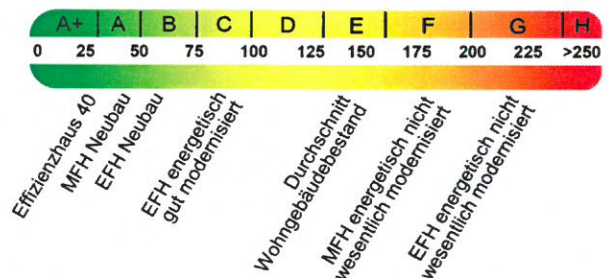 A+ A B C D E F G H
0 25 50 75 100 125 150 175 200 225 >250
Effizienzhaus 40
MFH Neubau
EFH Neubau
EFH energetisch
gut modernisiert
Durchschnitt
Wohngebäudebestand
MFH energetisch nicht
wesentlich modernisiert
EFH energetisch nicht
wesentlich modernisiert